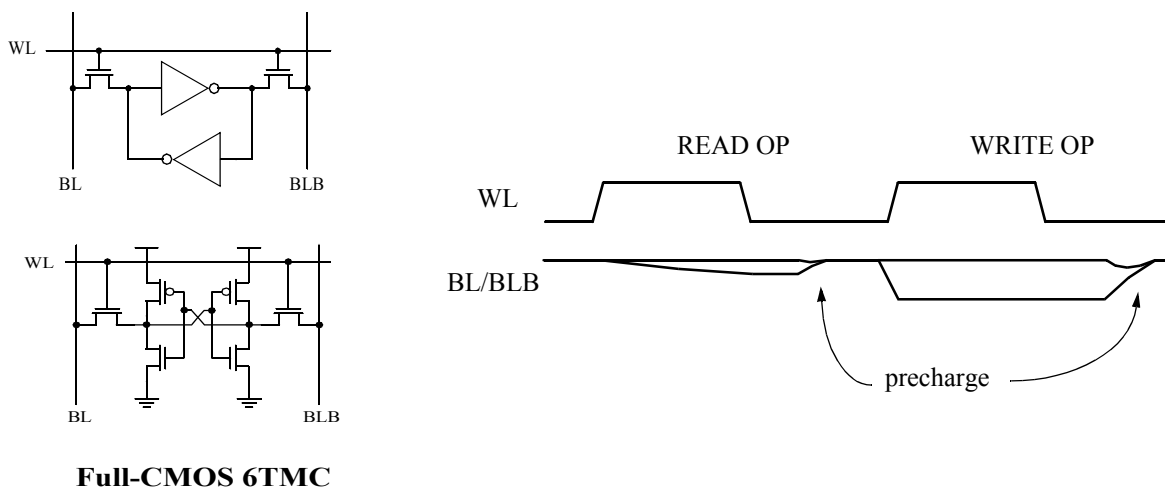 WL
BL
BLB
WL
BL
BLB
Full-CMOS 6TMC
READ OP
WRITE OP
WL
BL/BLB
precharge